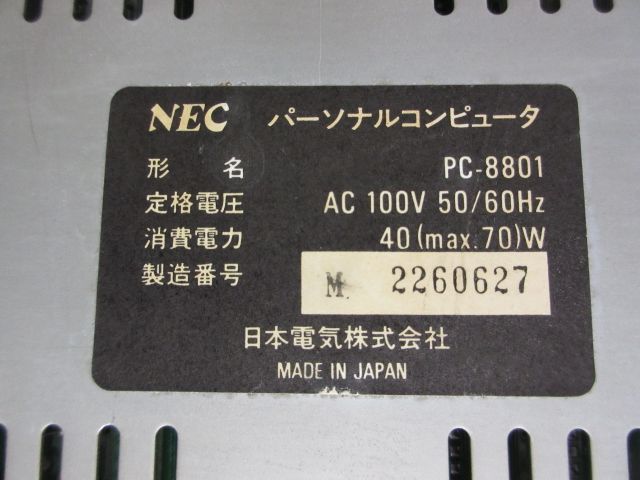 NEC パーソナルコンピュータ
形名 PC-8801
定格電圧 AC 100V 50/60Hz
消費電力 40(max.70)W
製造番号 M 2260627
日本電気株式会社
MADE IN JAPAN